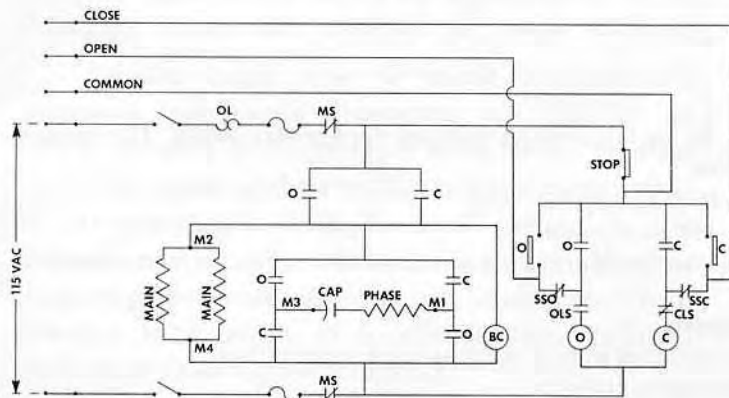 CLOSE
OPEN
COMMON
OL
MS
STOP
O
C
O
O
C
C
M2
115 VAC
MAIN
MAIN
O
C
CAP
PHASE
M3
M1
SSO
SSC
OLS
CLS
C
O
BC
O
C
M4
MS